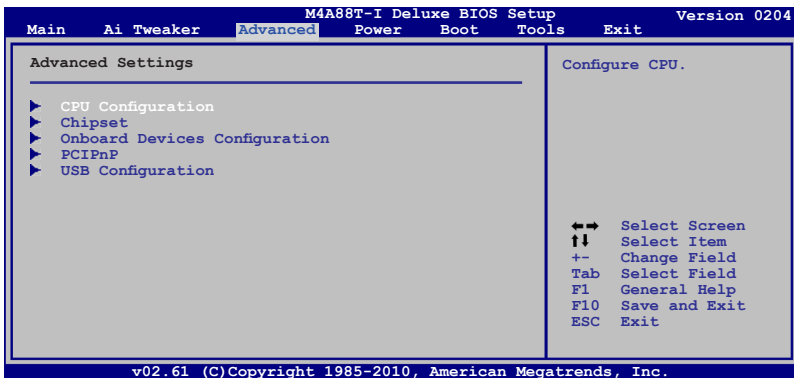 M4A88T-I Deluxe BIOS Setup Version 0204
Main Ai Tweaker Advanced Power Boot Tools Exit
Advanced Settings
CPU Configuration
Chipset
Onboard Devices Configuration
PCIPnP
USB Configuration
Configure CPU.
←→ Select Screen
↑↓ Select Item
+- Change Field
Tab Select Field
F1 General Help
F10 Save and Exit
ESC Exit
v02.61 (C)Copyright 1985-2010, American Megatrends, Inc.